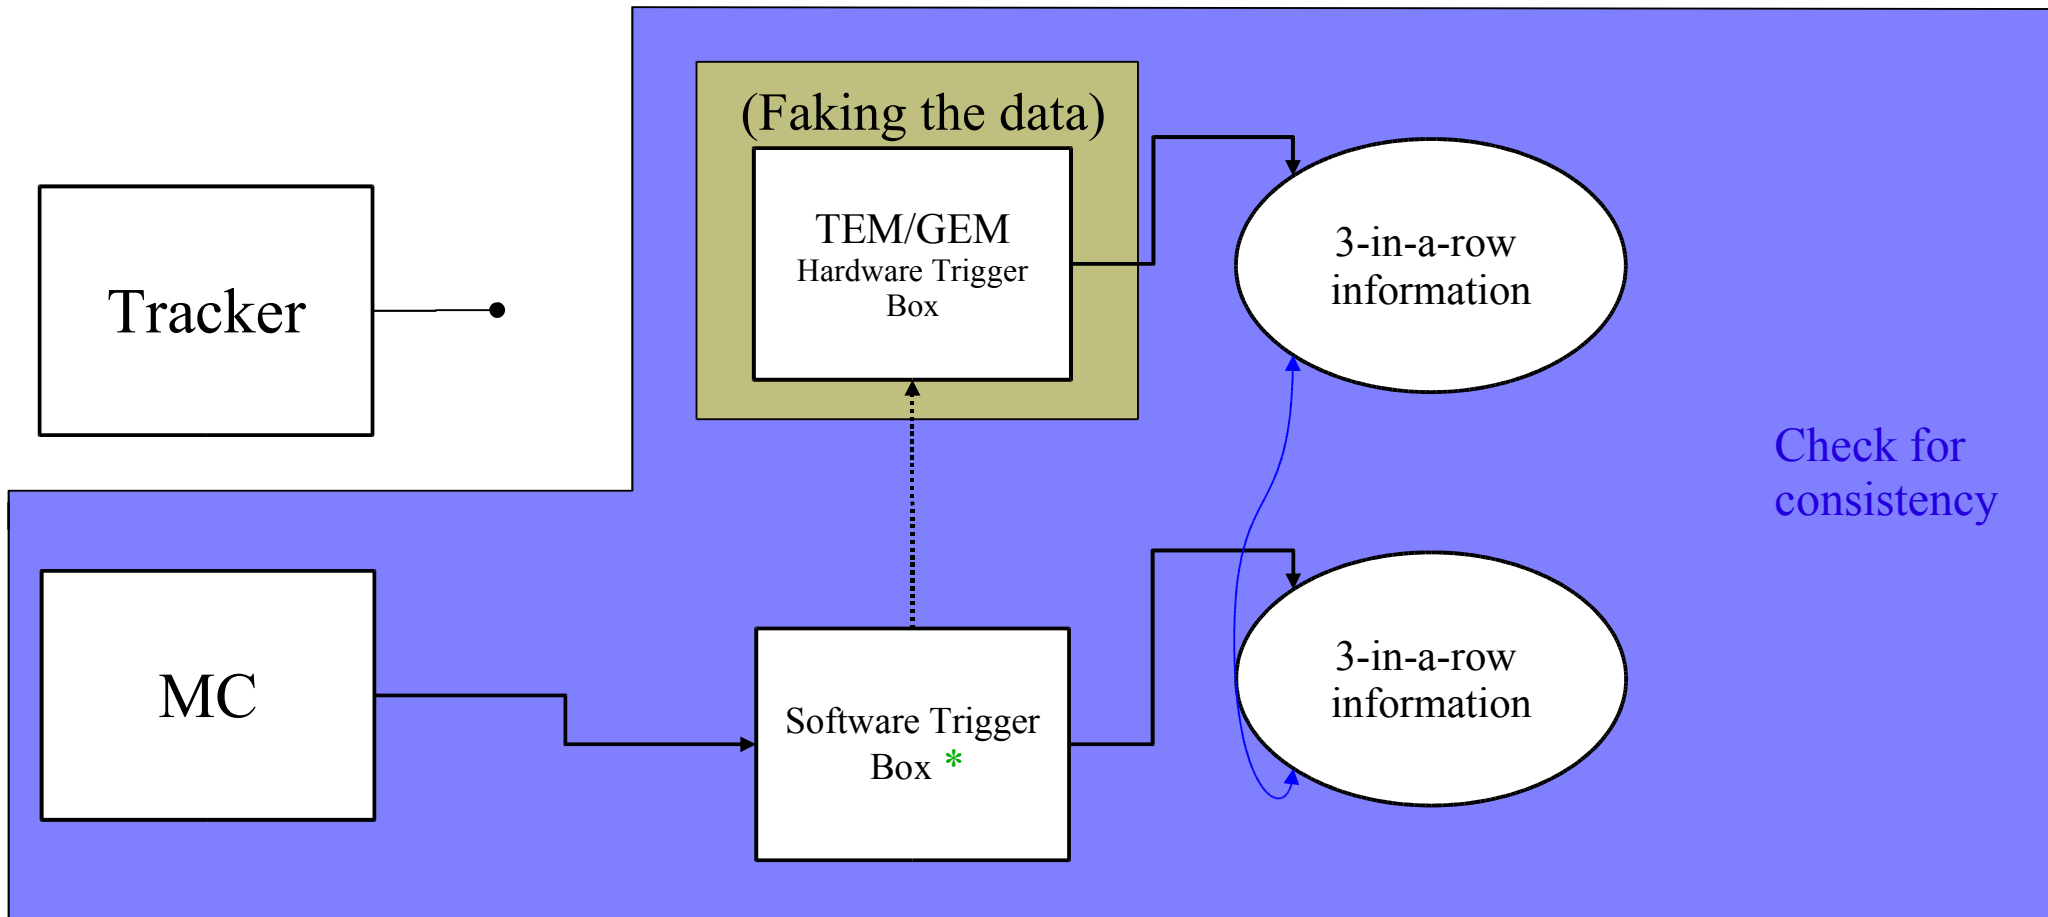 (Faking the data)
TEM/GEM
Hardware Trigger
Box
3-in-a-row
information
Tracker
Check for
consistency
MC
Software Trigger
Box *
3-in-a-row
information